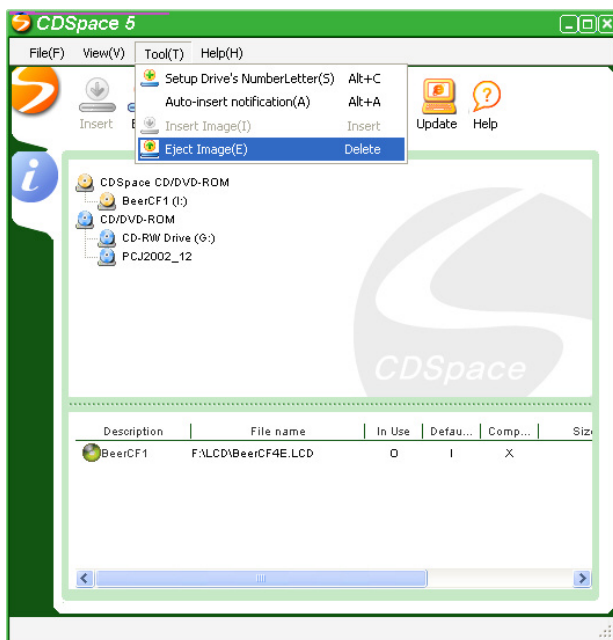 CDSpace 5
File(F) View(V) Tool(T) Help(H)
Setup Drive's NumberLetter(S) Alt+C
Auto-insert notification(A) Alt+A
Insert Image(I) Insert
Eject Image(E) Delete
Insert
Update Help
CDSpace CD/DVD-ROM
BeerCF1 (I:)
CD/DVD-ROM
CD-RW Drive (G:)
PCJ2002_12
CDSpace
Description File name In Use Defau... Comp... Size
BeerCF1 F:\LCD\BeerCF4E.LCD O I X